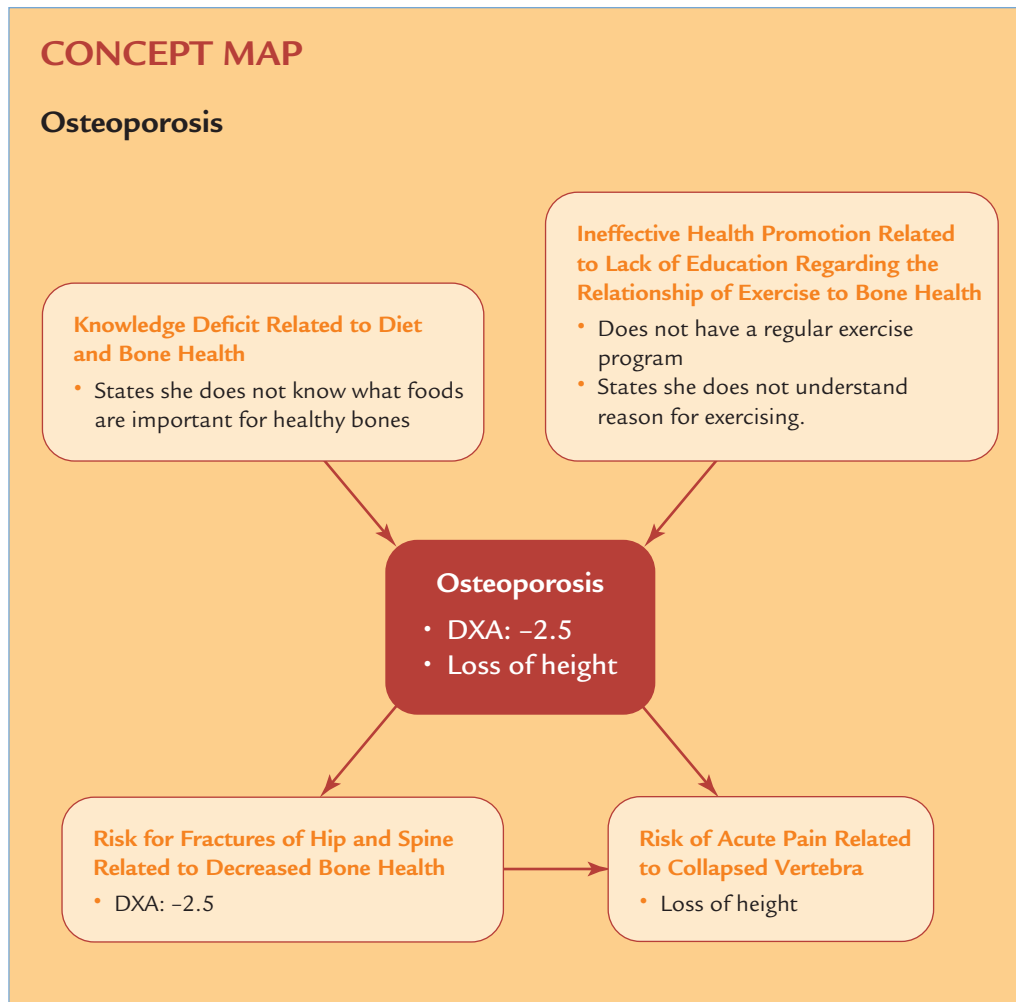 CONCEPT MAP
Osteoporosis
Knowledge Deficit Related to Diet
and Bone Health
• States she does not know what foods
are important for healthy bones
Ineffective Health Promotion Related
to Lack of Education Regarding the
Relationship of Exercise to Bone Health
• Does not have a regular exercise
program
• States she does not understand
reason for exercising.
Osteoporosis
• DXA: –2.5
• Loss of height
Risk for Fractures of Hip and Spine
Related to Decreased Bone Health
• DXA: –2.5
Risk of Acute Pain Related
to Collapsed Vertebra
• Loss of height